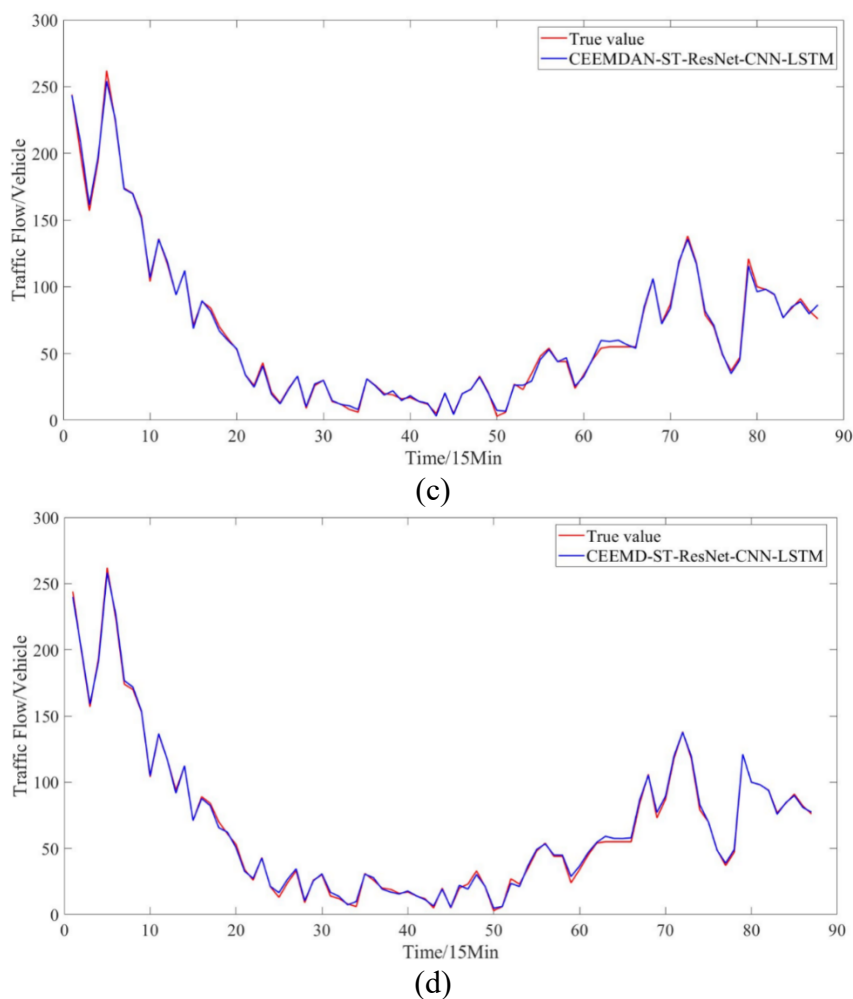 300
True value
CEEMDAN-ST-ResNet-CNN-LSTM
250
200
Traffic Flow/Vehicle
150
100
50
0
0 10 20 30 40 50 60 70 80 90
Time/15Min
(c)
300
True value
CEEMD-ST-ResNet-CNN-LSTM
250
200
Traffic Flow/Vehicle
150
100
50
0
0 10 20 30 40 50 60 70 80 90
Time/15Min
(d)